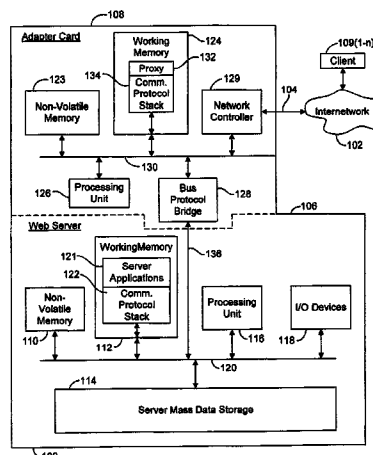 108
Adapter Card
Working Memory
124
132
134
Proxy
Comm. Protocol Stack
123
Non-Volatile Memory
129
Network Controller
Client
109(1-n)
104
Internetwork
102
130
126
Processing Unit
Bus Protocol Bridge
128
106
Web Server
136
WorkingMemory
121
Server Applications
122
Comm. Protocol Stack
Non-Volatile Memory
110
112
Processing Unit
116
I/O Devices
118
120
114
Server Mass Data Storage